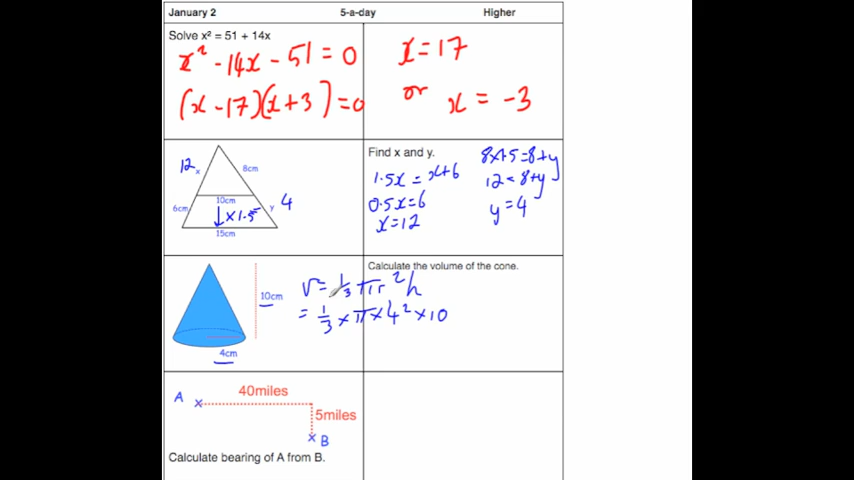 January 2 5-a-day Higher
Solve x² = 51 + 14x
x² - 14x - 51 = 0
(x - 17)(x + 3) = 0
x = 17
or x = -3
12 x 8cm
10cm
6cm y 4
×1.5
15cm
Find x and y.
1.5x = x+6
0.5x = 6
x = 12
8×1.5 = 8+y
12 = 8+y
y = 4
Calculate the volume of the cone.
10cm
4cm
V = 1/3 πr²h
= 1/3 × π × 4² × 10
A 40miles
5miles
B
Calculate bearing of A from B.